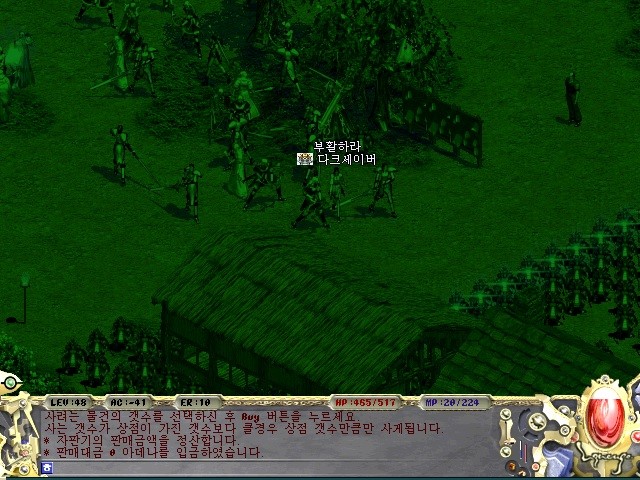 부활하라
다크세이버
LEV:48 AC:-41 ER:10 HP:465/517 MP:20/224
사려는 물건의 갯수를 선택하신 후 Buy 버튼을 누르세요
사는 갯수가 상점이 가진 갯수보다 클경우 상점 갯수만큼만 사게됩니다.
* 자판기의 판매금액을 정산합니다.
* 판매대금 0 아데나를 입금하였습니다.